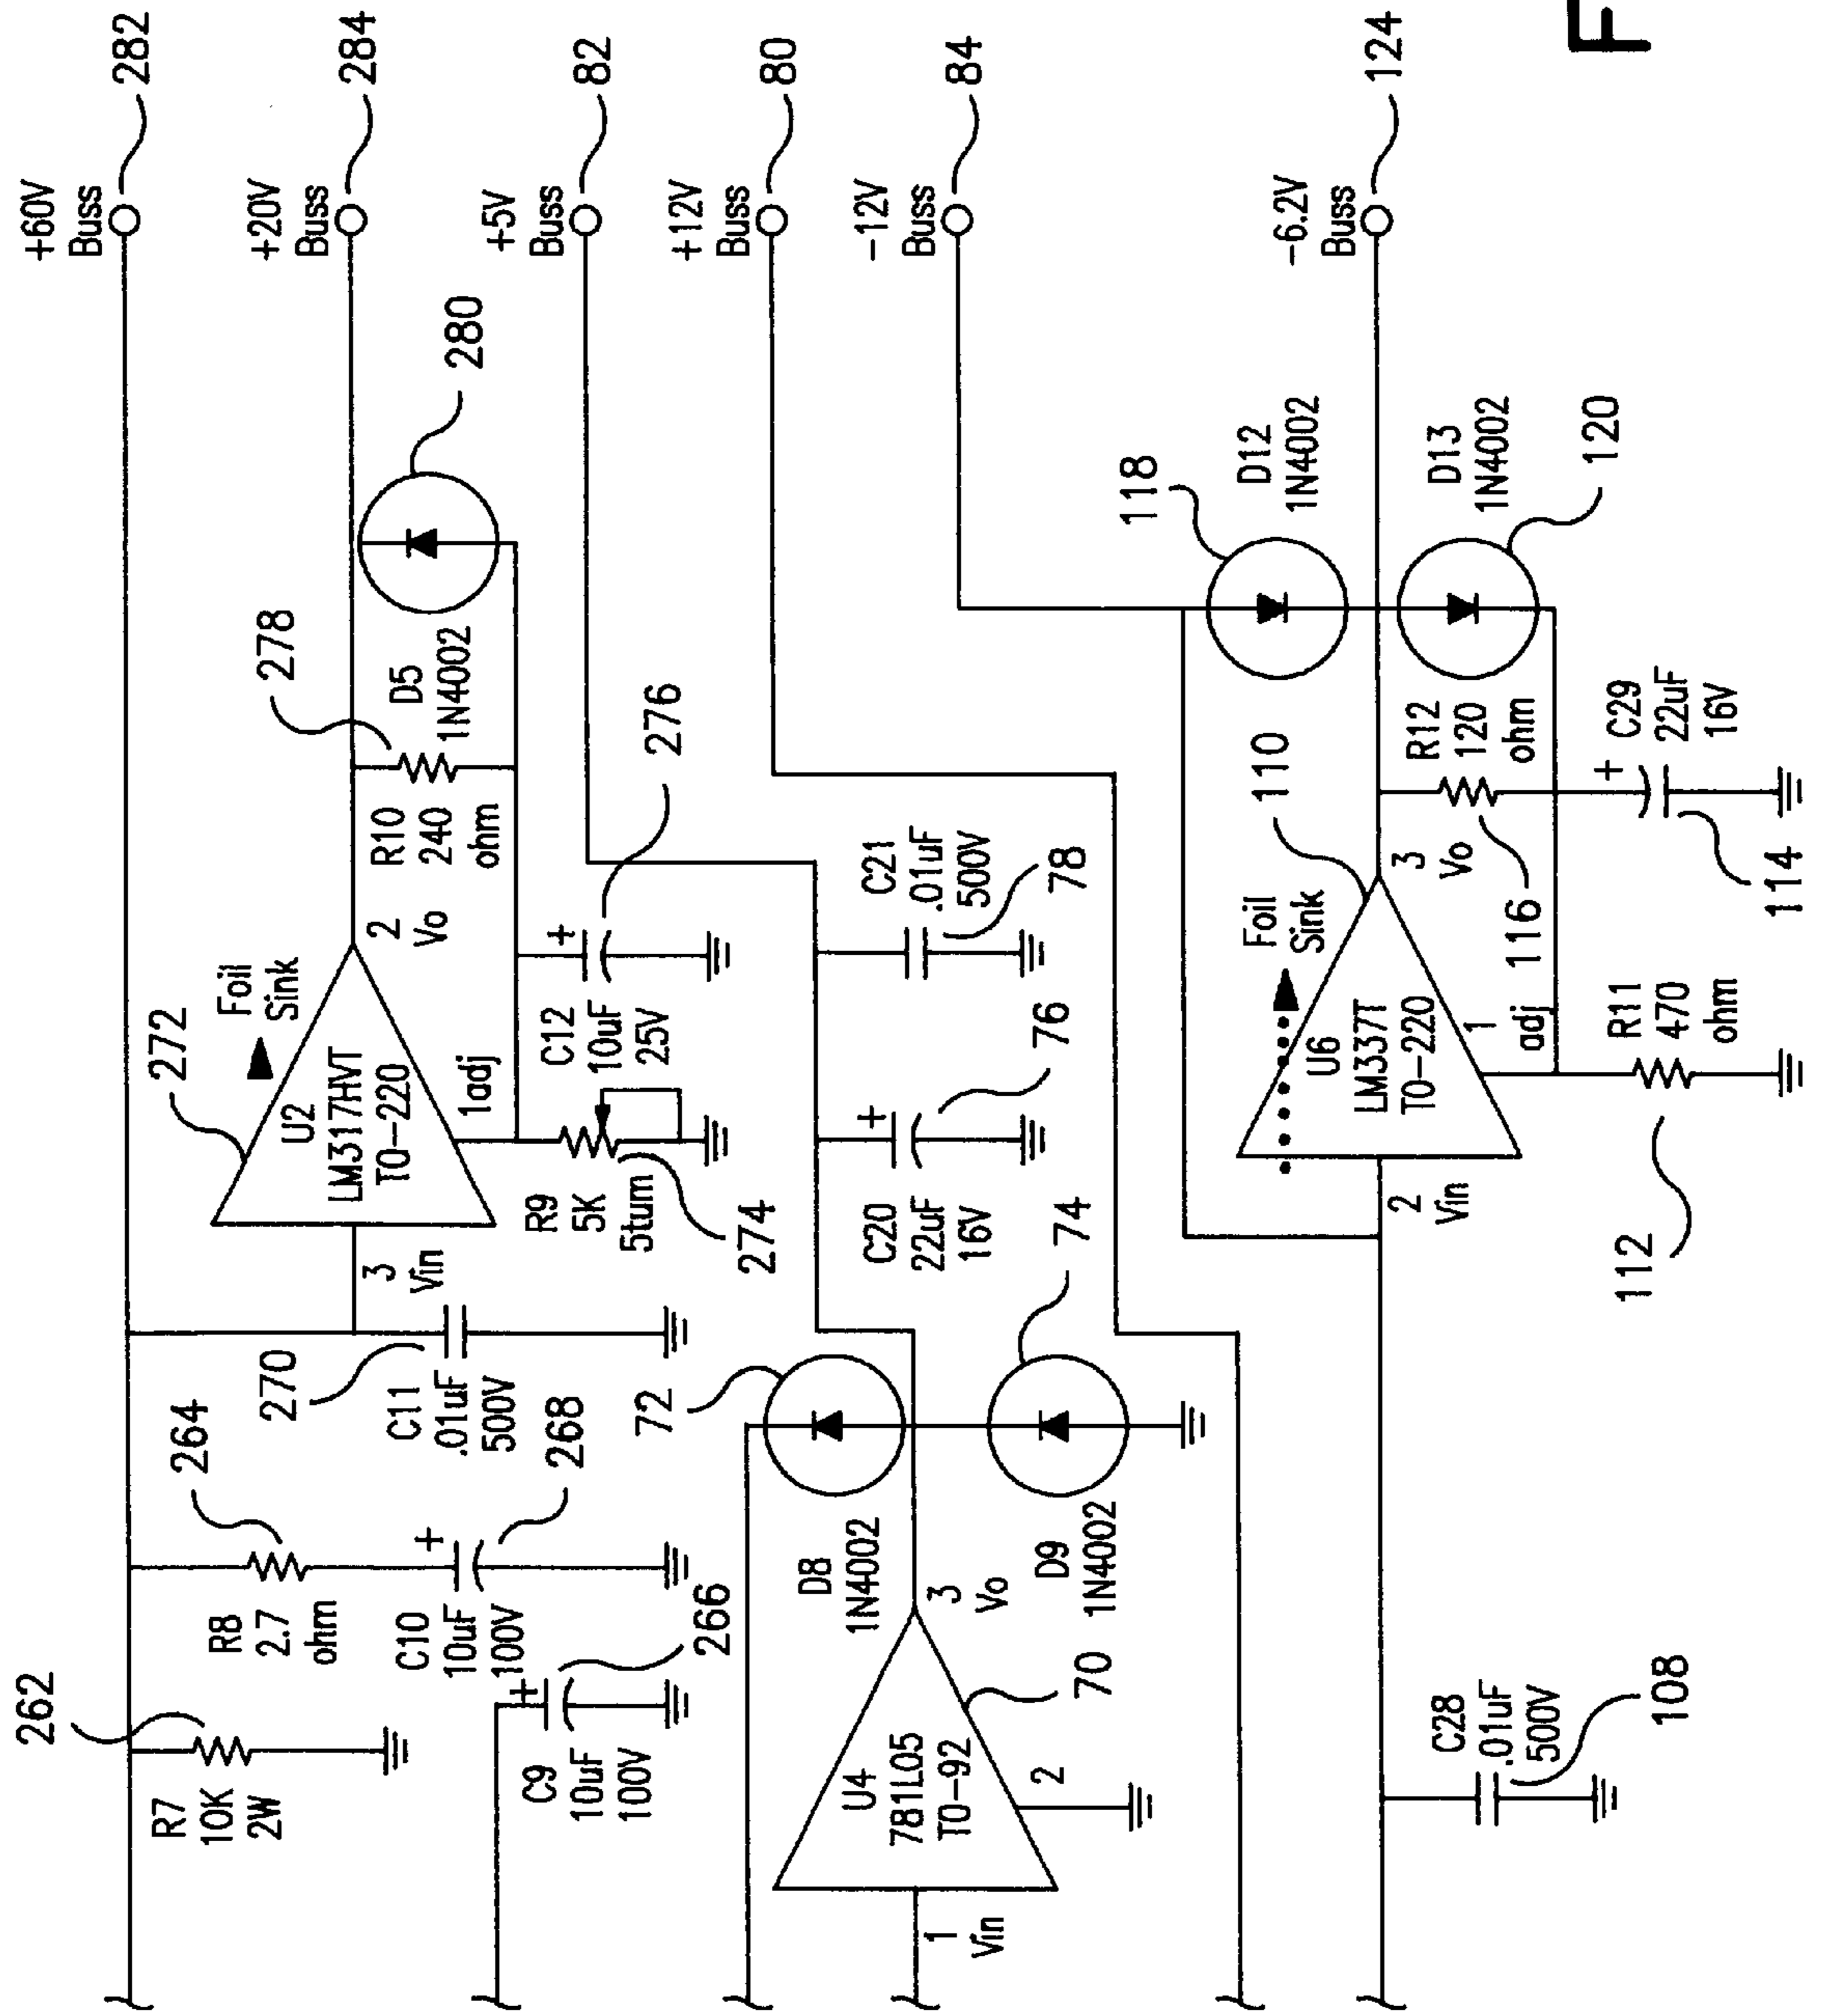 +60V
Buss
282
+20V
Buss
284
+5V
Buss
82
+12V
Buss
80
-12V
Buss
84
-6.2V
Buss
124
262
R7
10K
2W
264
R8
2.7
ohm
C10
10uF
100V
268
+
C9
10uF
100V
266
+
270
C11
.01uF
500V
272
U2
LM317HVT
TO-220
Foil
Sink
3
Vin
2
Vo
1adj
R9
5K
5turn
274
C12
10uF
25V
276
+
R10
240
ohm
278
D5
1N4002
280
U4
781L05
TO-92
1
Vin
2
3
Vo
70
D8
1N4002
72
D9
1N4002
74
C20
22uF
16V
76
+
C21
.01uF
500V
78
C28
.01uF
500V
108
U6
LM337T
TO-220
Foil
Sink
110
2
Vin
3
Vo
1
adj
R11
470
ohm
112
R12
120
ohm
116
C29
22uF
16V
114
+
118
D12
1N4002
D13
1N4002
120
F